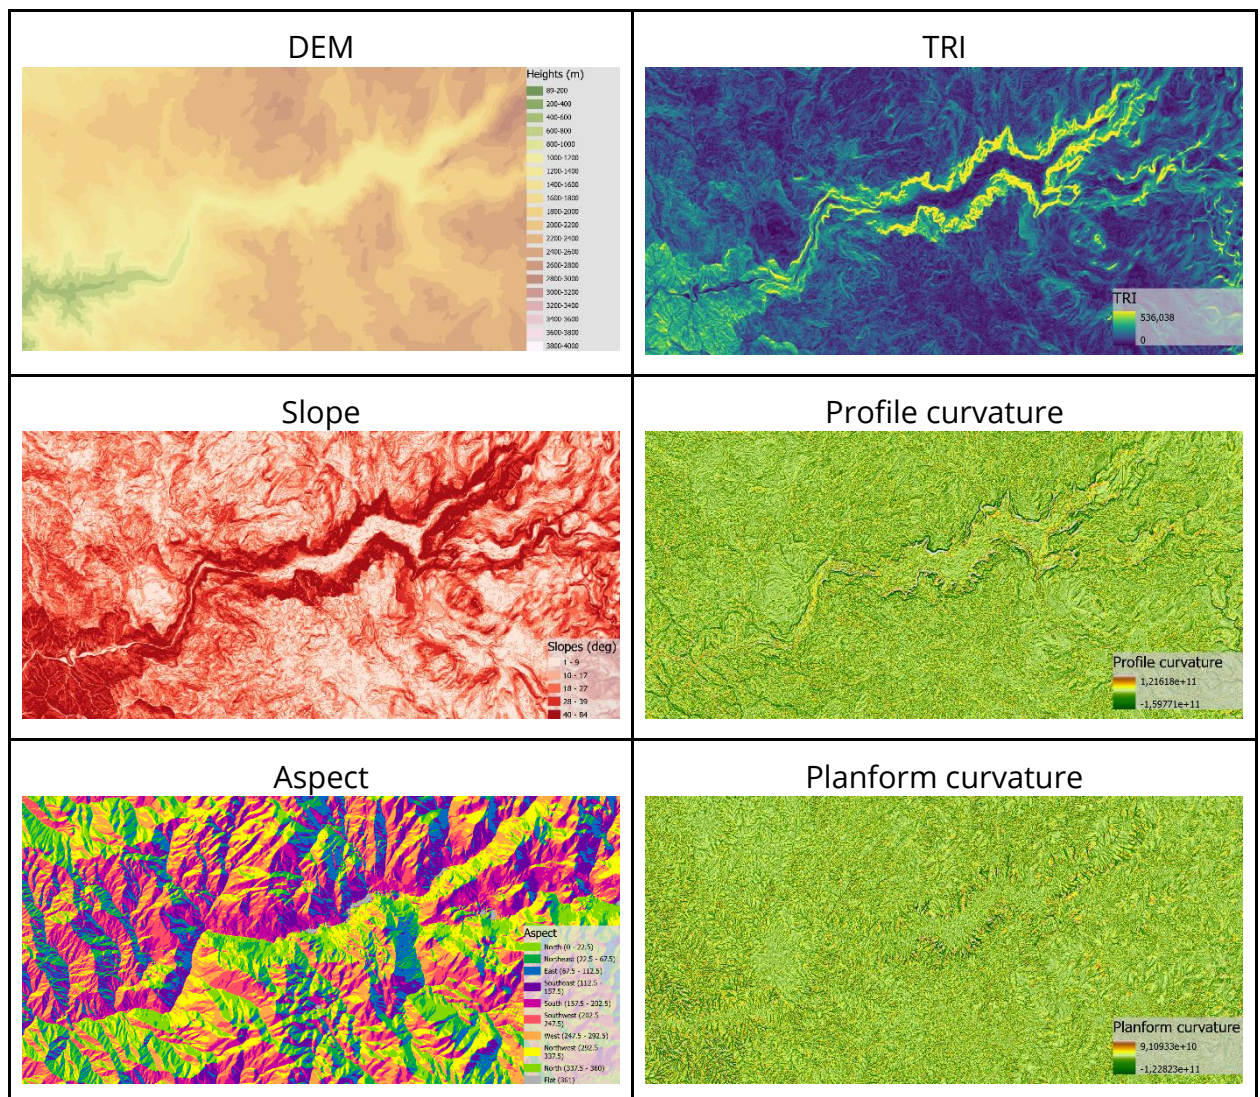 DEM
Heights (m)
89-200
200-400
400-600
600-800
800-1000
1000-1200
1200-1400
1400-1600
1600-1800
1800-2000
2000-2200
2200-2400
2400-2600
2600-2800
2800-3000
3000-3200
3200-3400
3400-3600
3600-3800
3800-4000
TRI
TRI
536,038
0
Slope
Slopes (deg)
1 - 9
10 - 17
18 - 27
28 - 39
40 - 84
Profile curvature
Profile curvature
1,21618e+11
-1,59771e+11
Aspect
Aspect
North (0 - 22.5)
Northeast (22.5 - 67.5)
East (67.5 - 112.5)
Southeast (112.5 -
157.5)
South (157.5 - 202.5)
Southwest (202.5 -
247.5)
West (247.5 - 292.5)
Northwest (292.5 -
337.5)
North (337.5 - 360)
Flat (361)
Planform curvature
Planform curvature
9,10933e+10
-1,22823e+11